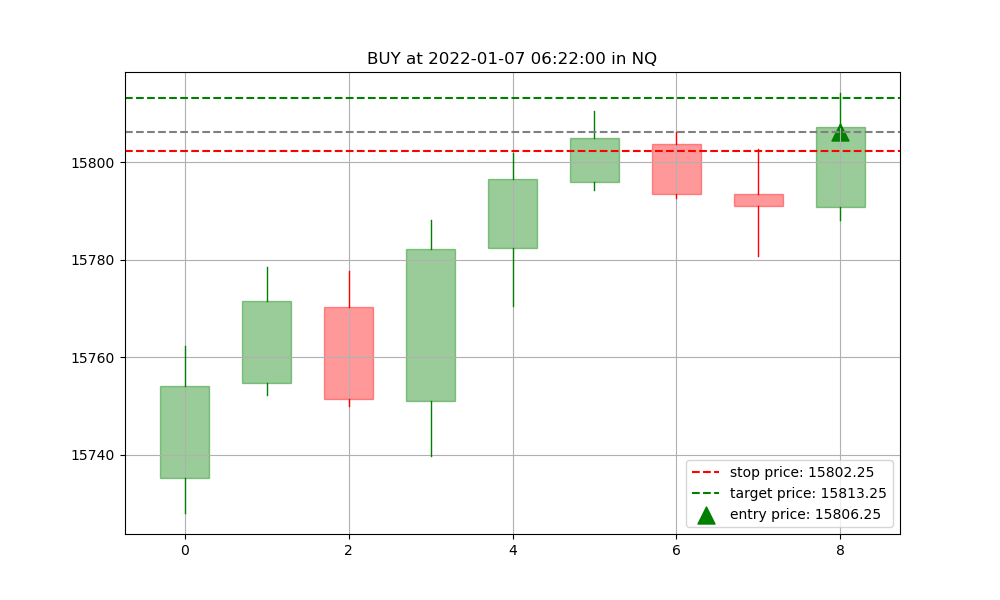 BUY at 2022-01-07 06:22:00 in NQ
15800
15780
15760
15740
stop price: 15802.25
target price: 15813.25
entry price: 15806.25
0 2 4 6 8